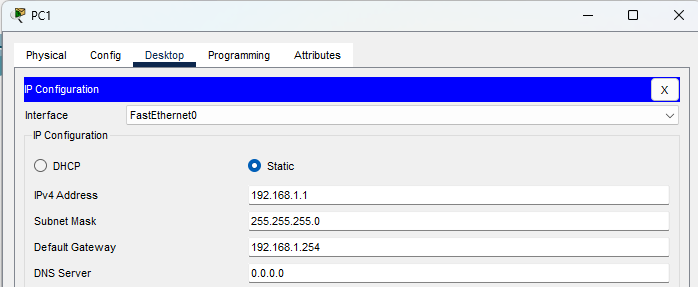 PC1
Physical Config Desktop Programming Attributes
IP Configuration X
Interface FastEthernet0
IP Configuration
DHCP Static
IPv4 Address 192.168.1.1
Subnet Mask 255.255.255.0
Default Gateway 192.168.1.254
DNS Server 0.0.0.0